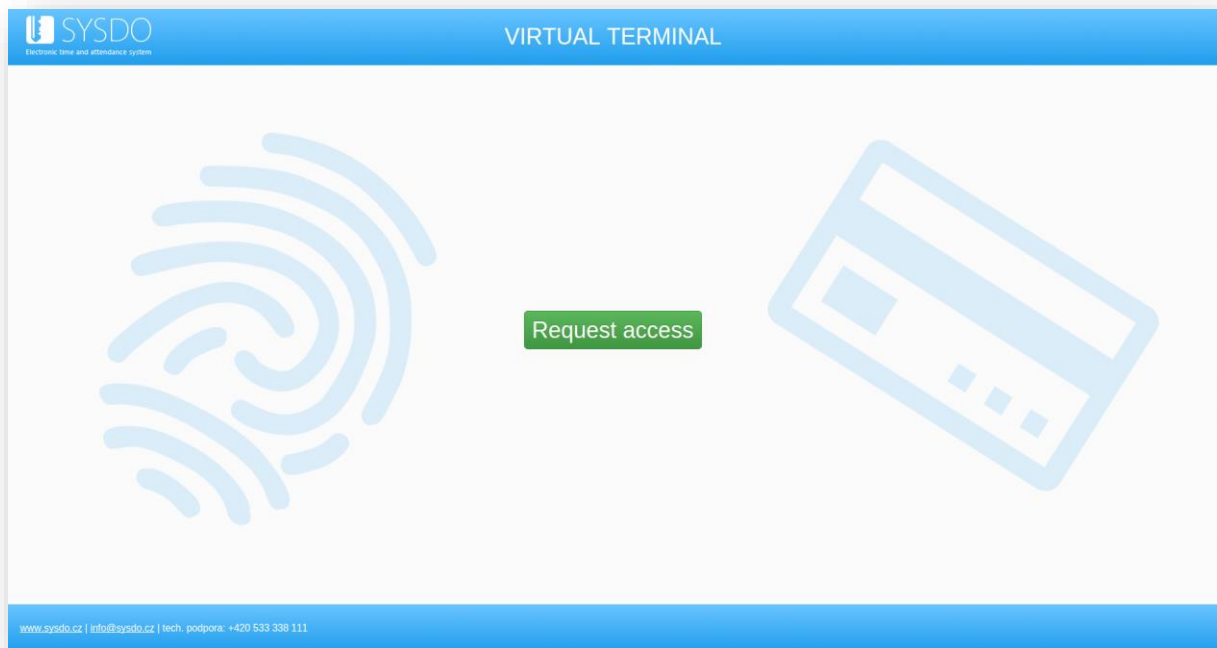 SYSDO
Electronic time and attendance system
VIRTUAL TERMINAL
Request access
www.sysdo.cz | info@sysdo.cz | tech. podpora: +420 533 338 111